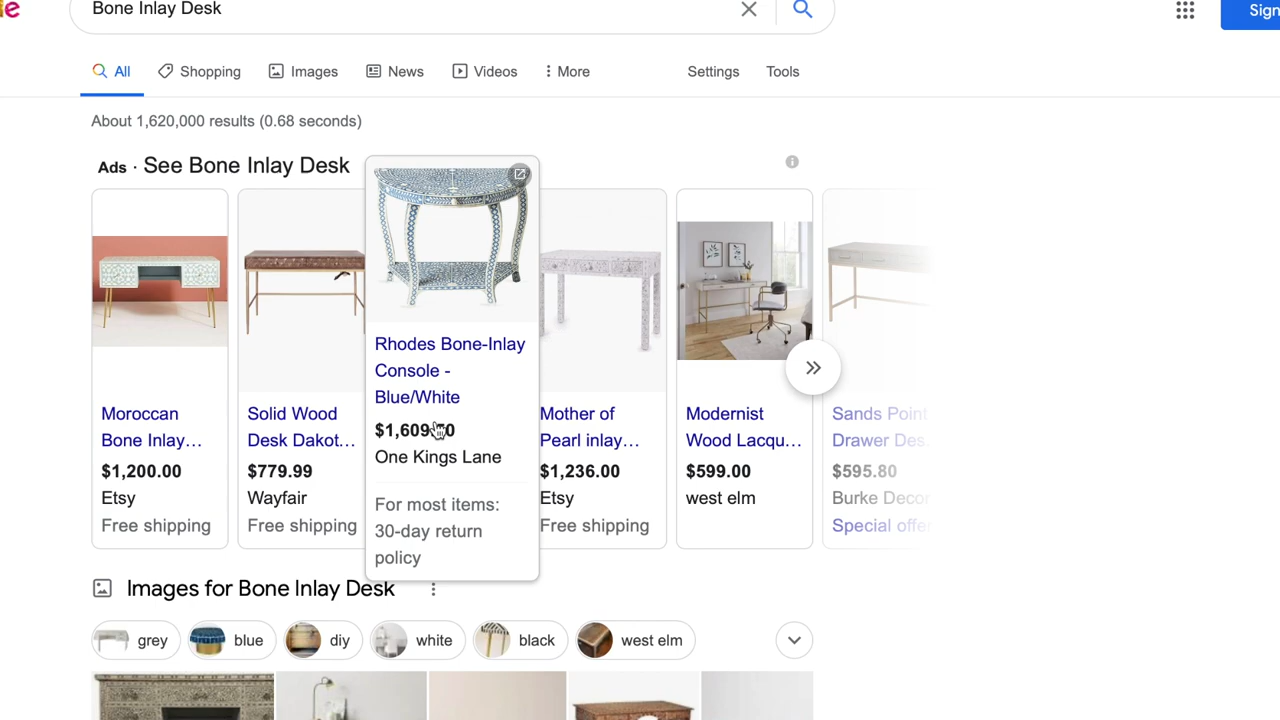 Bone Inlay Desk
Sign
All
Shopping
Images
News
Videos
More
Settings
Tools
About 1,620,000 results (0.68 seconds)
Ads · See Bone Inlay Desk
Moroccan
Bone Inlay...
$1,200.00
Etsy
Free shipping
Solid Wood
Desk Dakot...
$779.99
Wayfair
Free shipping
Rhodes Bone-Inlay
Console -
Blue/White
One Kings Lane
For most items:
30-day return
policy
Mother of
Pearl inlay...
$1,236.00
Etsy
Free shipping
Modernist
Wood Lacqu...
$599.00
west elm
Sands Point
Drawer Des..
$595.80
Burke Decor
Special offe
Images for Bone Inlay Desk
grey
blue
diy
white
black
west elm